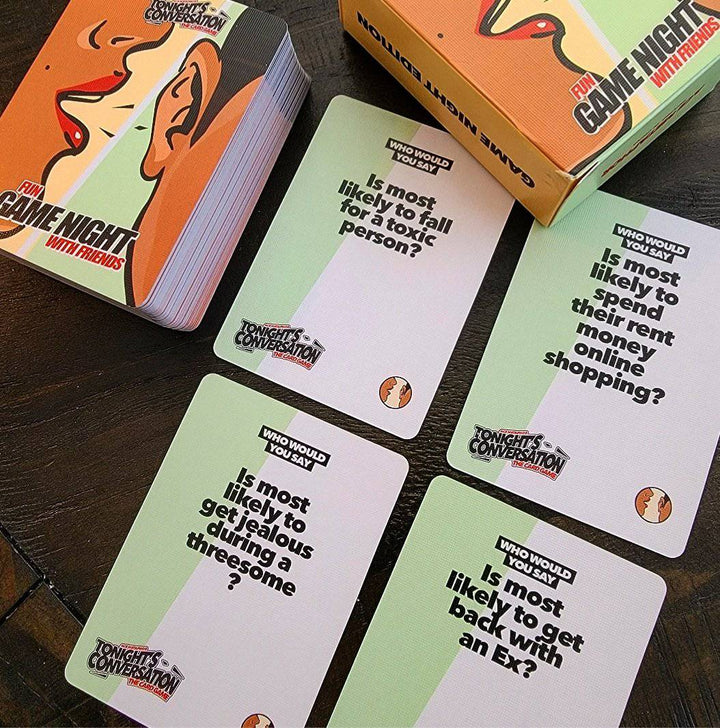 TONIGHT'S
CONVERSATION
THE CARD GAME
FUN
GAME NIGHT
WITH FRIENDS
GAME NIGHT EDITION
FUN
GAME NIGHT
WITH FRIENDS
WHO WOULD
YOU SAY
Is most
likely to fall
for a toxic
person?
TONIGHT'S
CONVERSATION
THE CARD GAME
WHO WOULD
YOU SAY
Is most
likely to
spend
their rent
money
online
shopping?
TONIGHT'S
CONVERSATION
THE CARD GAME
WHO WOULD
YOU SAY
Is most
likely to
get jealous
during a
threesome
?
TONIGHT'S
CONVERSATION
THE CARD GAME
WHO WOULD
YOU SAY
Is most
likely to get
back with
an Ex?